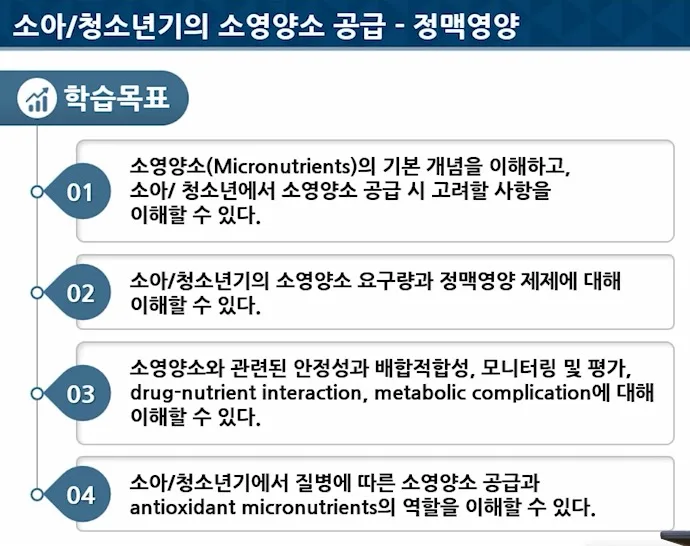 소아/청소년기의 소영양소 공급 - 정맥영양
학습목표
01
소영양소(Micronutrients)의 기본 개념을 이해하고,
소아/ 청소년에서 소영양소 공급 시 고려할 사항을
이해할 수 있다.
02
소아/청소년기의 소영양소 요구량과 정맥영양 제제에 대해
이해할 수 있다.
03
소영양소와 관련된 안정성과 배합적합성, 모니터링 및 평가,
drug-nutrient interaction, metabolic complication에 대해
이해할 수 있다.
04
소아/청소년기에서 질병에 따른 소영양소 공급과
antioxidant micronutrients의 역할을 이해할 수 있다.